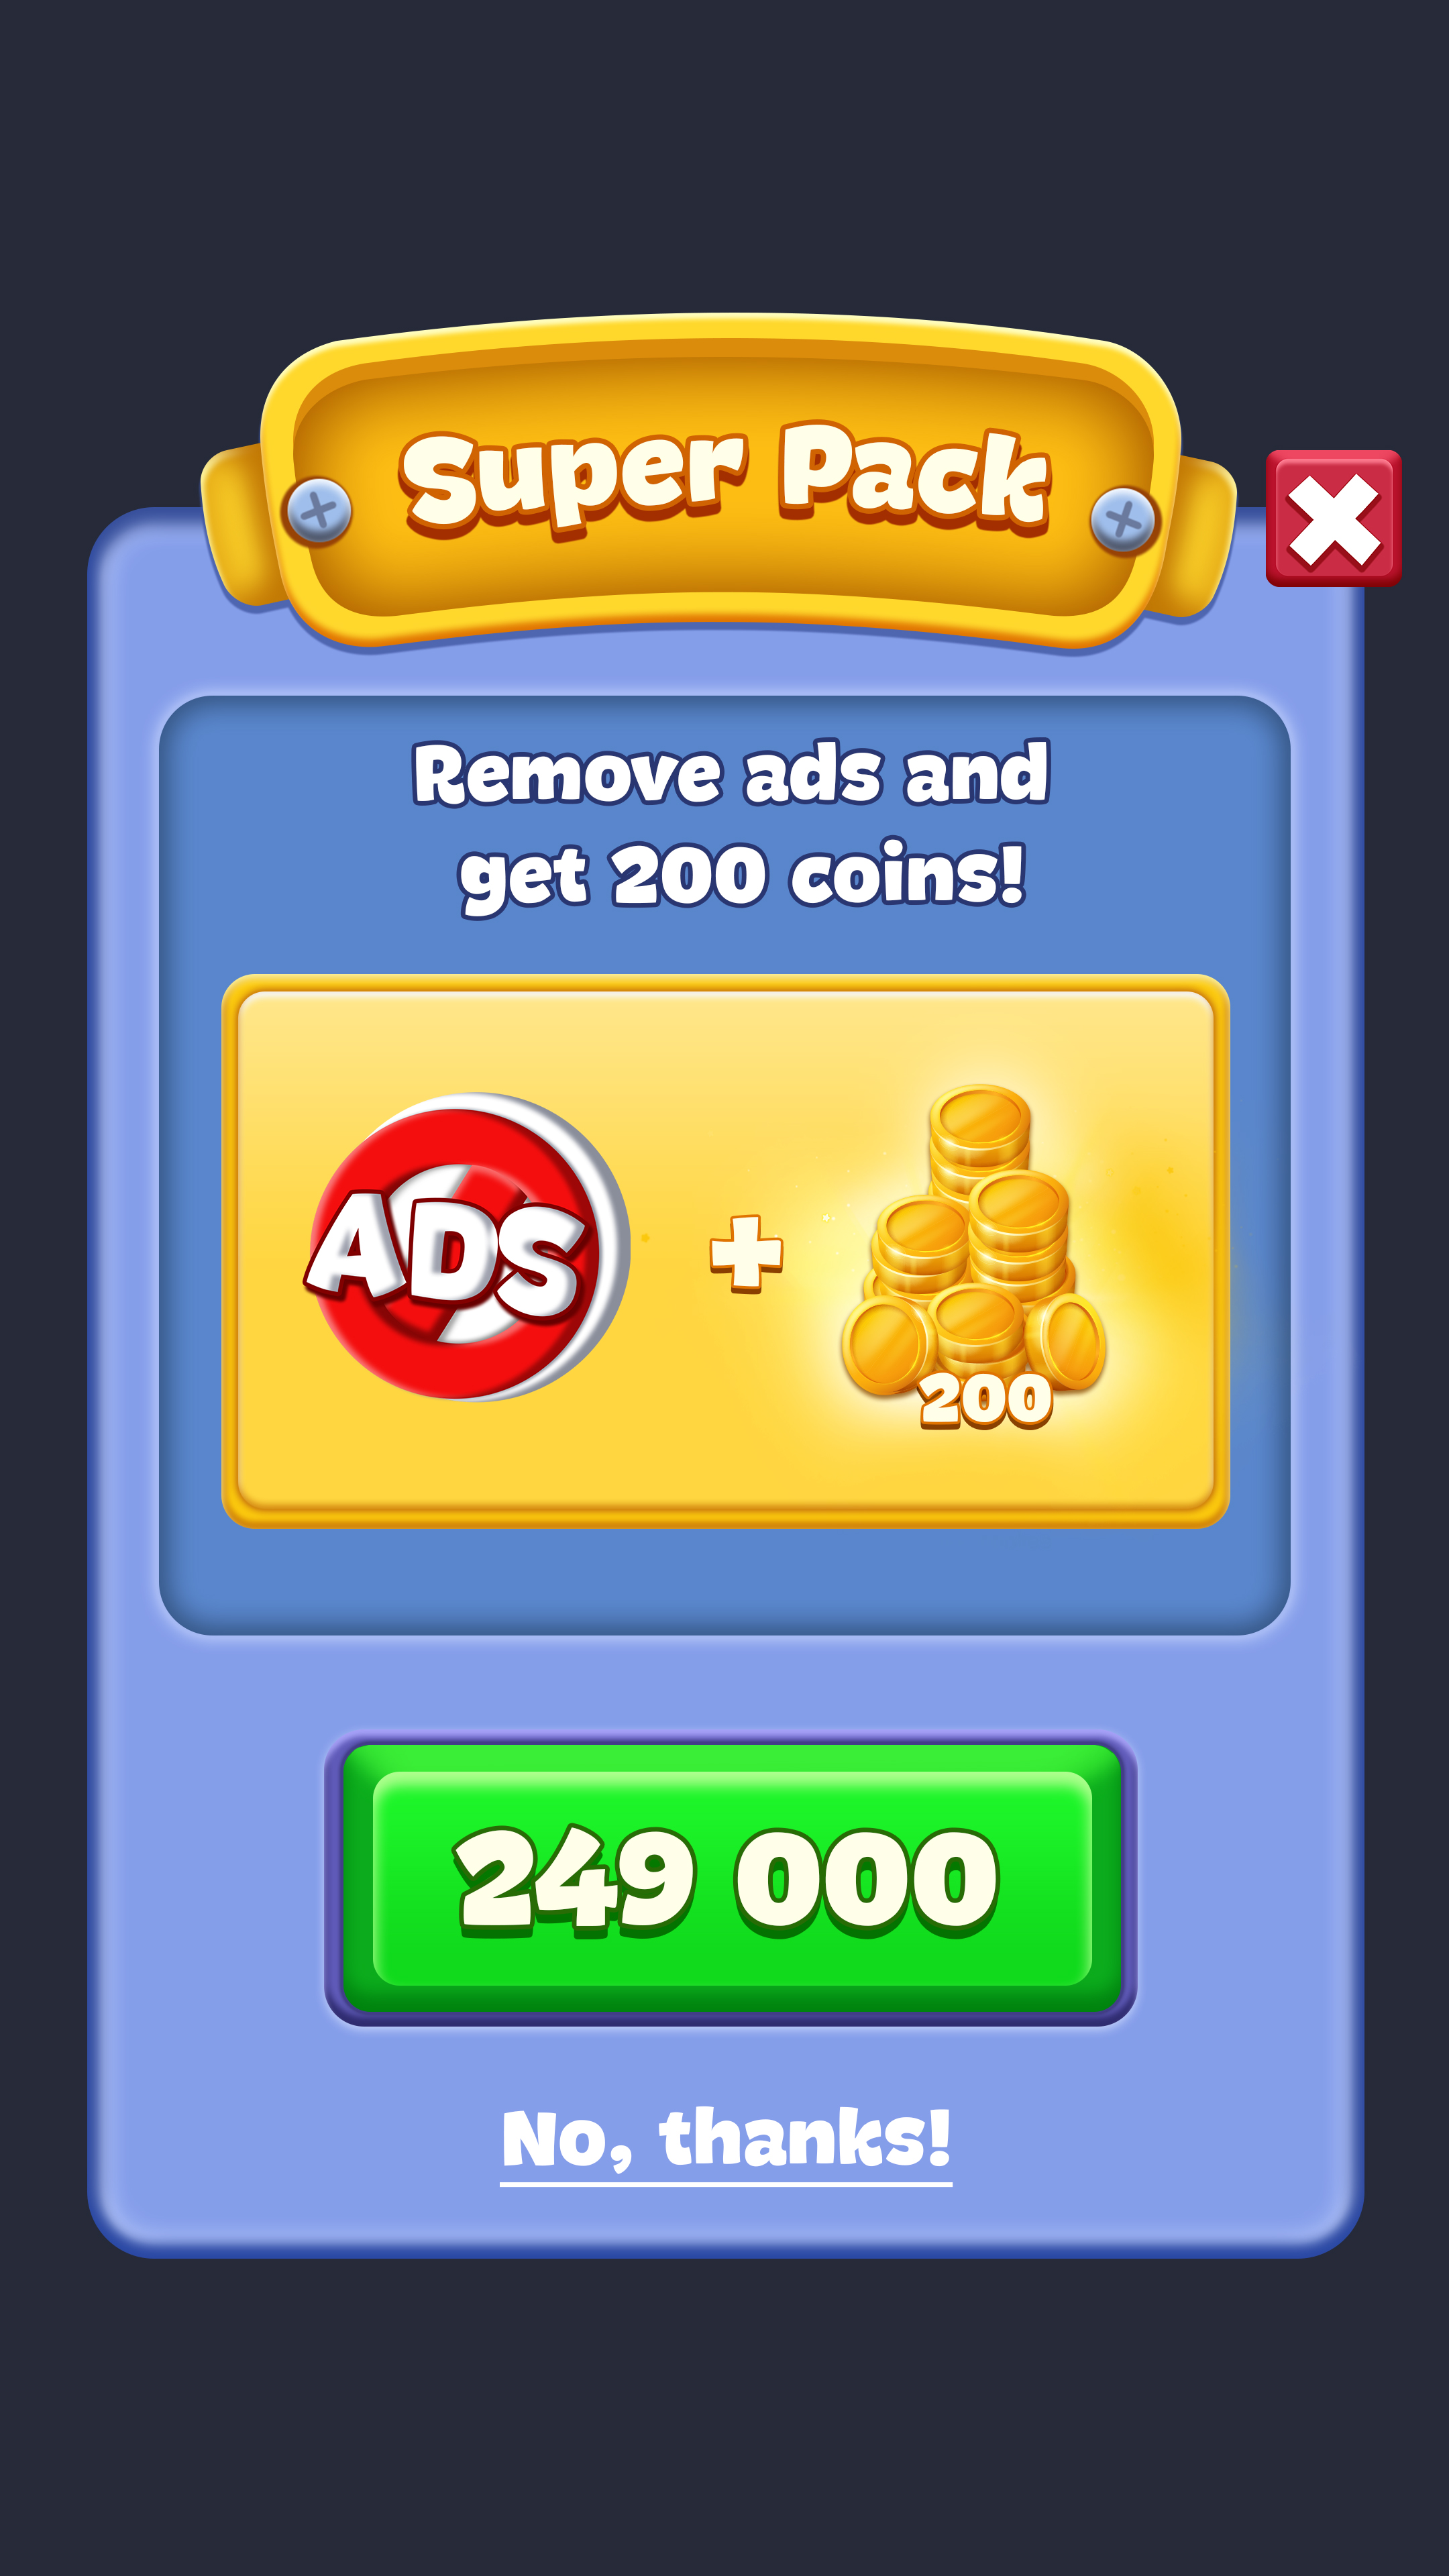 Super Pack
Remove ads and
get 200 coins!
ADS
+
200
249 000
No, thanks!